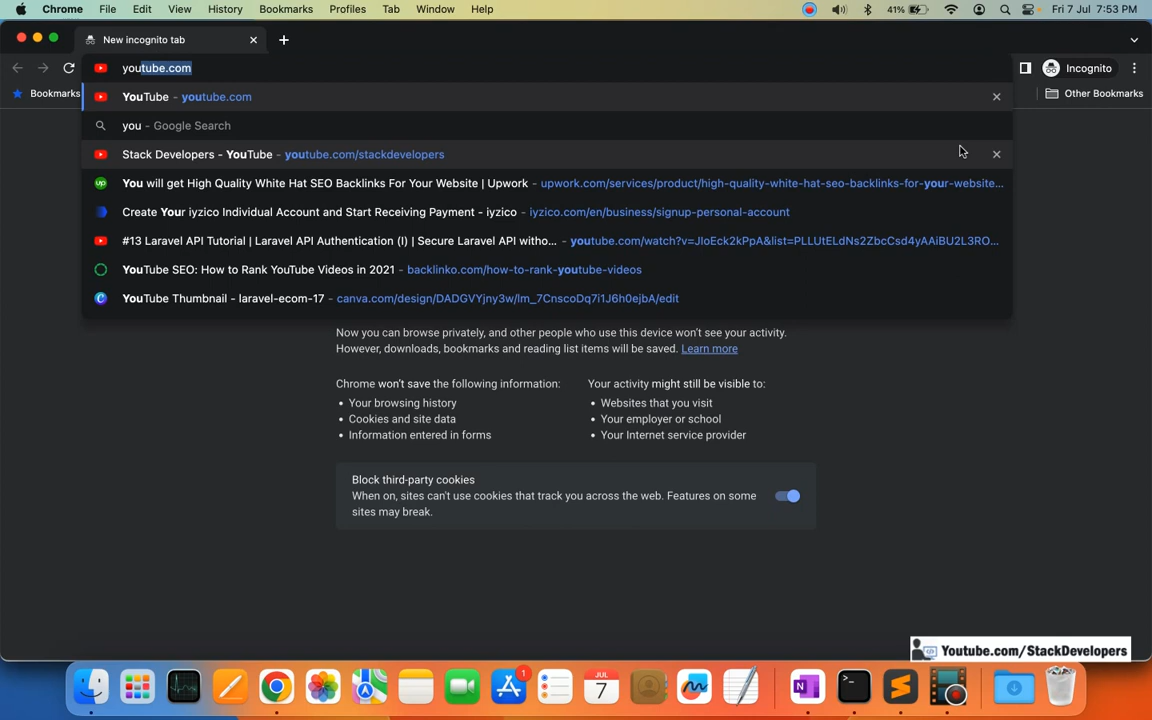 Chrome File Edit View History Bookmarks Profiles Tab Window Help 41% Fri 7 Jul 7:53 PM
New incognito tab
youtube.com Incognito
Bookmarks Other Bookmarks
YouTube - youtube.com
you - Google Search
Stack Developers - YouTube - youtube.com/stackdevelopers
You will get High Quality White Hat SEO Backlinks For Your Website | Upwork - upwork.com/services/product/high-quality-white-hat-seo-backlinks-for-your-website...
Create Your iyzico Individual Account and Start Receiving Payment - iyzico - iyzico.com/en/business/signup-personal-account
#13 Laravel API Tutorial | Laravel API Authentication (I) | Secure Laravel API witho... - youtube.com/watch?v=JIoEck2kPpA&list=PLLUtELdNs2ZbcCsd4yAAiBU2L3RO...
YouTube SEO: How to Rank YouTube Videos in 2021 - backlinko.com/how-to-rank-youtube-videos
YouTube Thumbnail - laravel-ecom-17 - canva.com/design/DADGVYjny3w/lm_7CnscoDq7i1J6h0ejbA/edit
Now you can browse privately, and other people who use this device won't see your activity.
However, downloads, bookmarks and reading list items will be saved. Learn more
Chrome won't save the following information:
• Your browsing history
• Cookies and site data
• Information entered in forms
Your activity might still be visible to:
• Websites that you visit
• Your employer or school
• Your Internet service provider
Block third-party cookies
When on, sites can't use cookies that track you across the web. Features on some
sites may break.
Youtube.com/StackDevelopers
1
JUL
7